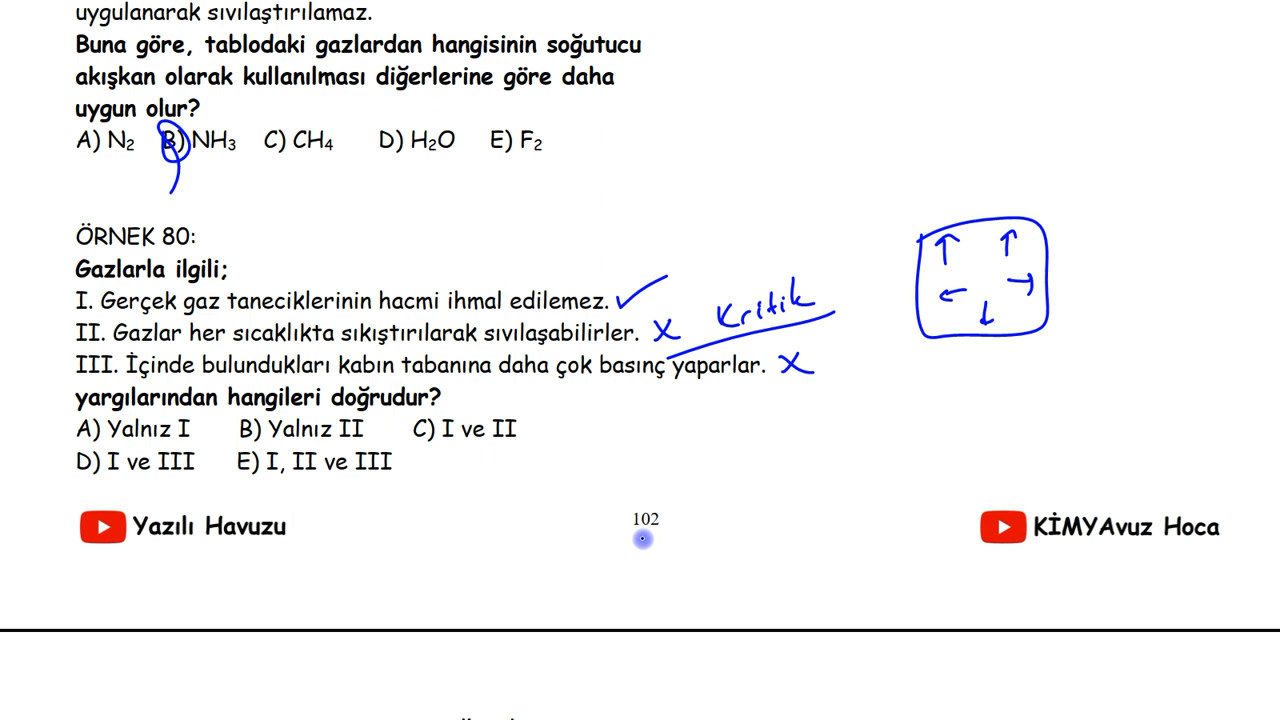 uygulanarak sıvılaştırılamaz.
Buna göre, tablodaki gazlardan hangisinin soğutucu
akışkan olarak kullanılması diğerlerine göre daha
uygun olur?
A) N₂ B) NH₃ C) CH₄ D) H₂O E) F₂
ÖRNEK 80:
Gazlarla ilgili;
I. Gerçek gaz taneciklerinin hacmi ihmal edilemez.
II. Gazlar her sıcaklıkta sıkıştırılarak sıvılaşabilirler. x kritik
III. İçinde bulundukları kabın tabanına daha çok basınç yaparlar. x
yargılarından hangileri doğrudur?
A) Yalnız I B) Yalnız II C) I ve II
D) I ve III E) I, II ve III
Yazılı Havuzu 102 KİMYAvuz Hoca